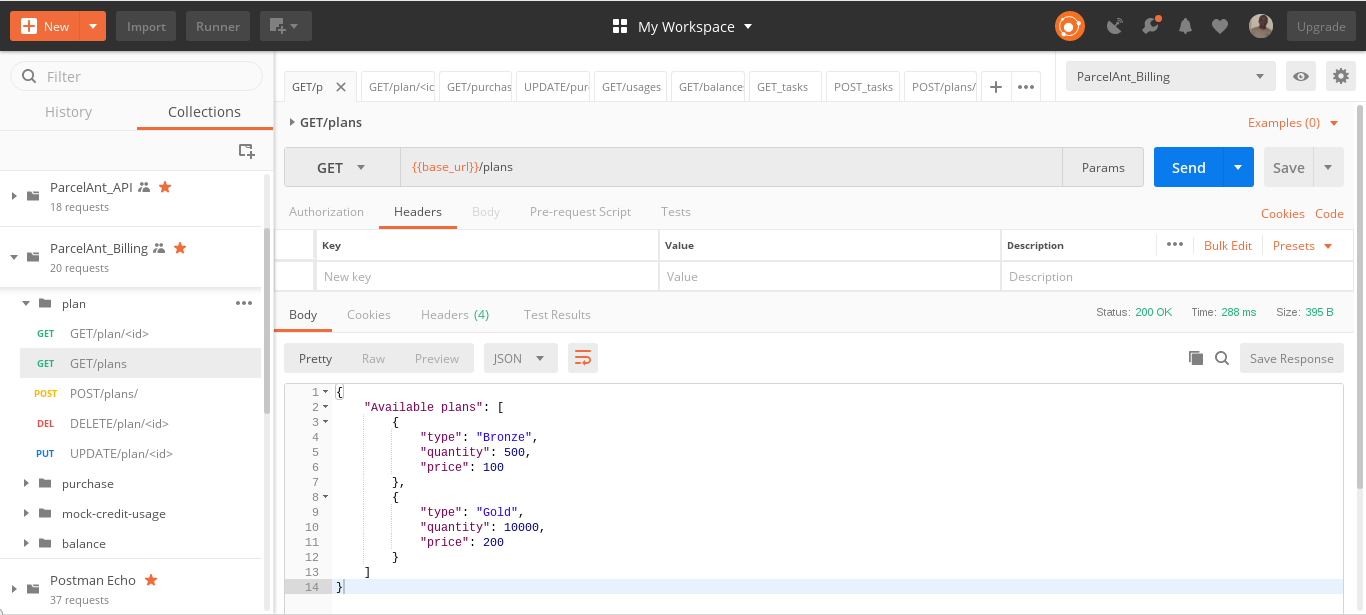 New Import Runner My Workspace Upgrade
Filter
History Collections
ParcelAnt_API
18 requests
ParcelAnt_Billing
20 requests
plan
GET GET/plan/<id>
GET GET/plans
POST POST/plans/
DEL DELETE/plan/<id>
PUT UPDATE/plan/<id>
purchase
mock-credit-usage
balance
Postman Echo
37 requests
GET/p GET/plan/<ic GET/purchas UPDATE/pur GET/usages GET/balance GET_tasks POST_tasks POST/plans/
ParcelAnt_Billing
GET/plans
Examples (0)
GET {{base_url}}/plans Params Send Save
Authorization Headers Body Pre-request Script Tests Cookies Code
Key Value Description Bulk Edit Presets
New key Value Description
Body Cookies Headers (4) Test Results Status: 200 OK Time: 288 ms Size: 395 B
Pretty Raw Preview JSON Save Response
1 {
2 "Available plans": [
3 {
4 "type": "Bronze",
5 "quantity": 500,
6 "price": 100
7 },
8 {
9 "type": "Gold",
10 "quantity": 10000,
11 "price": 200
12 }
13 ]
14 }